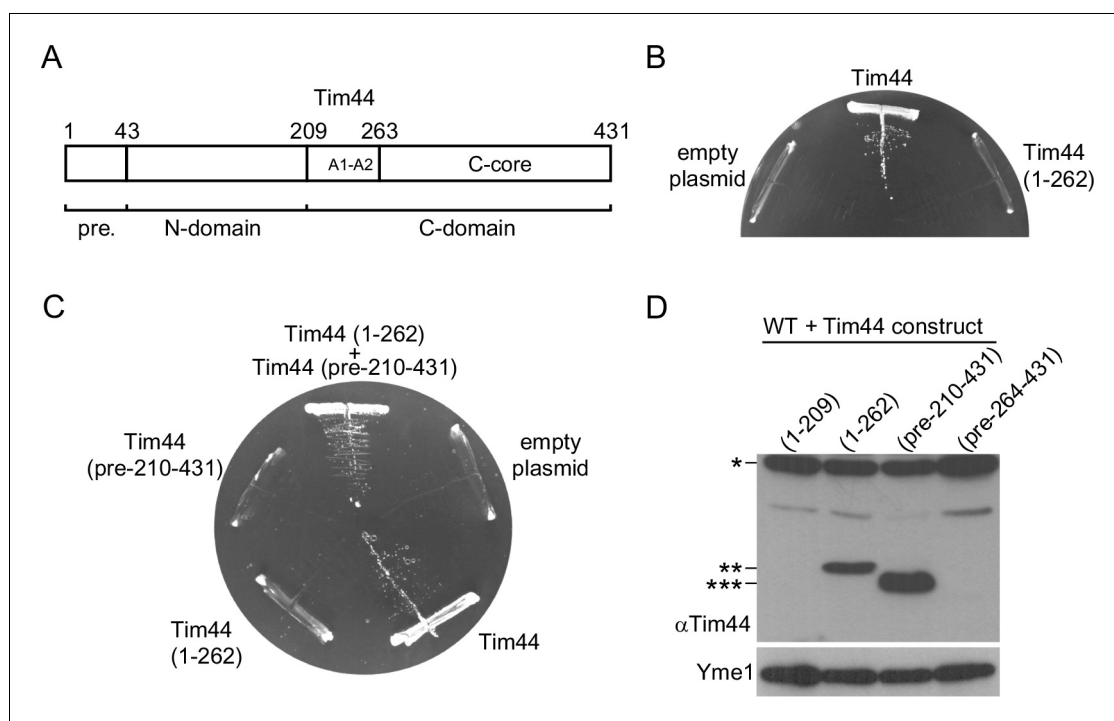 A
Tim44
1 43 209 263 431
A1-A2 C-core
pre. N-domain C-domain
B
Tim44
empty
plasmid
Tim44
(1-262)
C
Tim44 (1-262)
+
Tim44 (pre-210-431)
Tim44
(pre-210-431)
empty
plasmid
Tim44
(1-262)
Tim44
D
WT + Tim44 construct
(1-209)
(1-262)
(pre-210-431)
(pre-264-431)
*
**
***
αTim44
Yme1